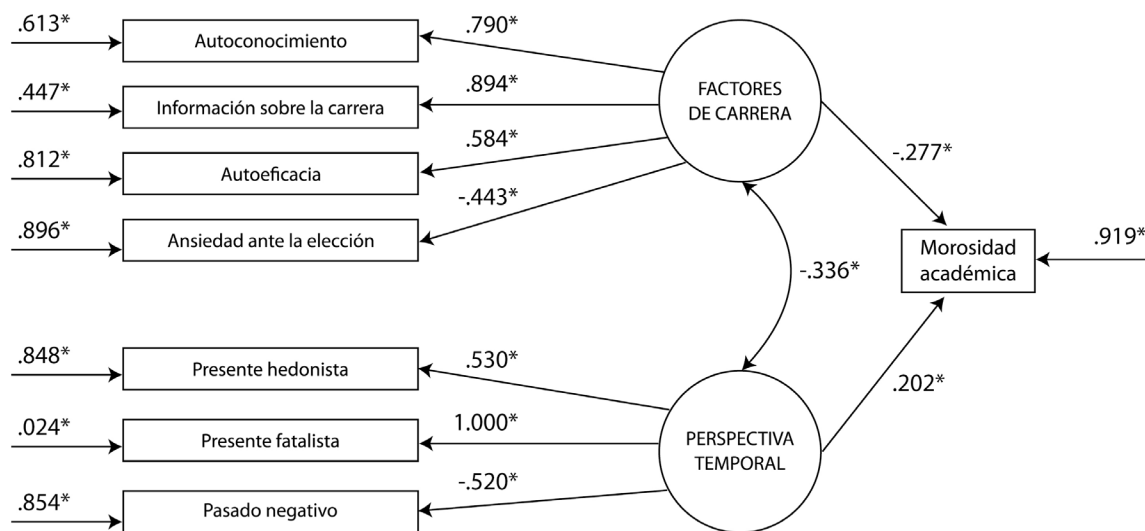 .613*
Autoconocimiento
.790*
.447*
Información sobre la carrera
.894*
.812*
Autoeficacia
.584*
.896*
Ansiedad ante la elección
-.443*
FACTORES
DE CARRERA
-.277*
-.336*
Morosidad
académica
.919*
.848*
Presente hedonista
.530*
.024*
Presente fatalista
1.000*
.854*
Pasado negativo
-.520*
PERSPECTIVA
TEMPORAL
.202*